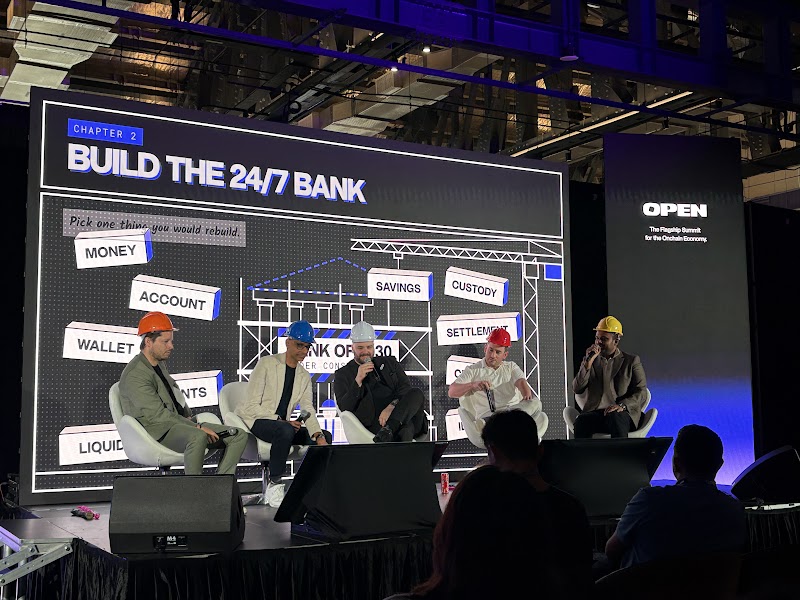 CHAPTER 2
BUILD THE 24/7 BANK
Pick one thing you would rebuild.
MONEY
ACCOUNT
WALLET
SAVINGS
CUSTODY
SETTLEMENT
OPEN
The Flagship Summit
for the Onchain Economy.